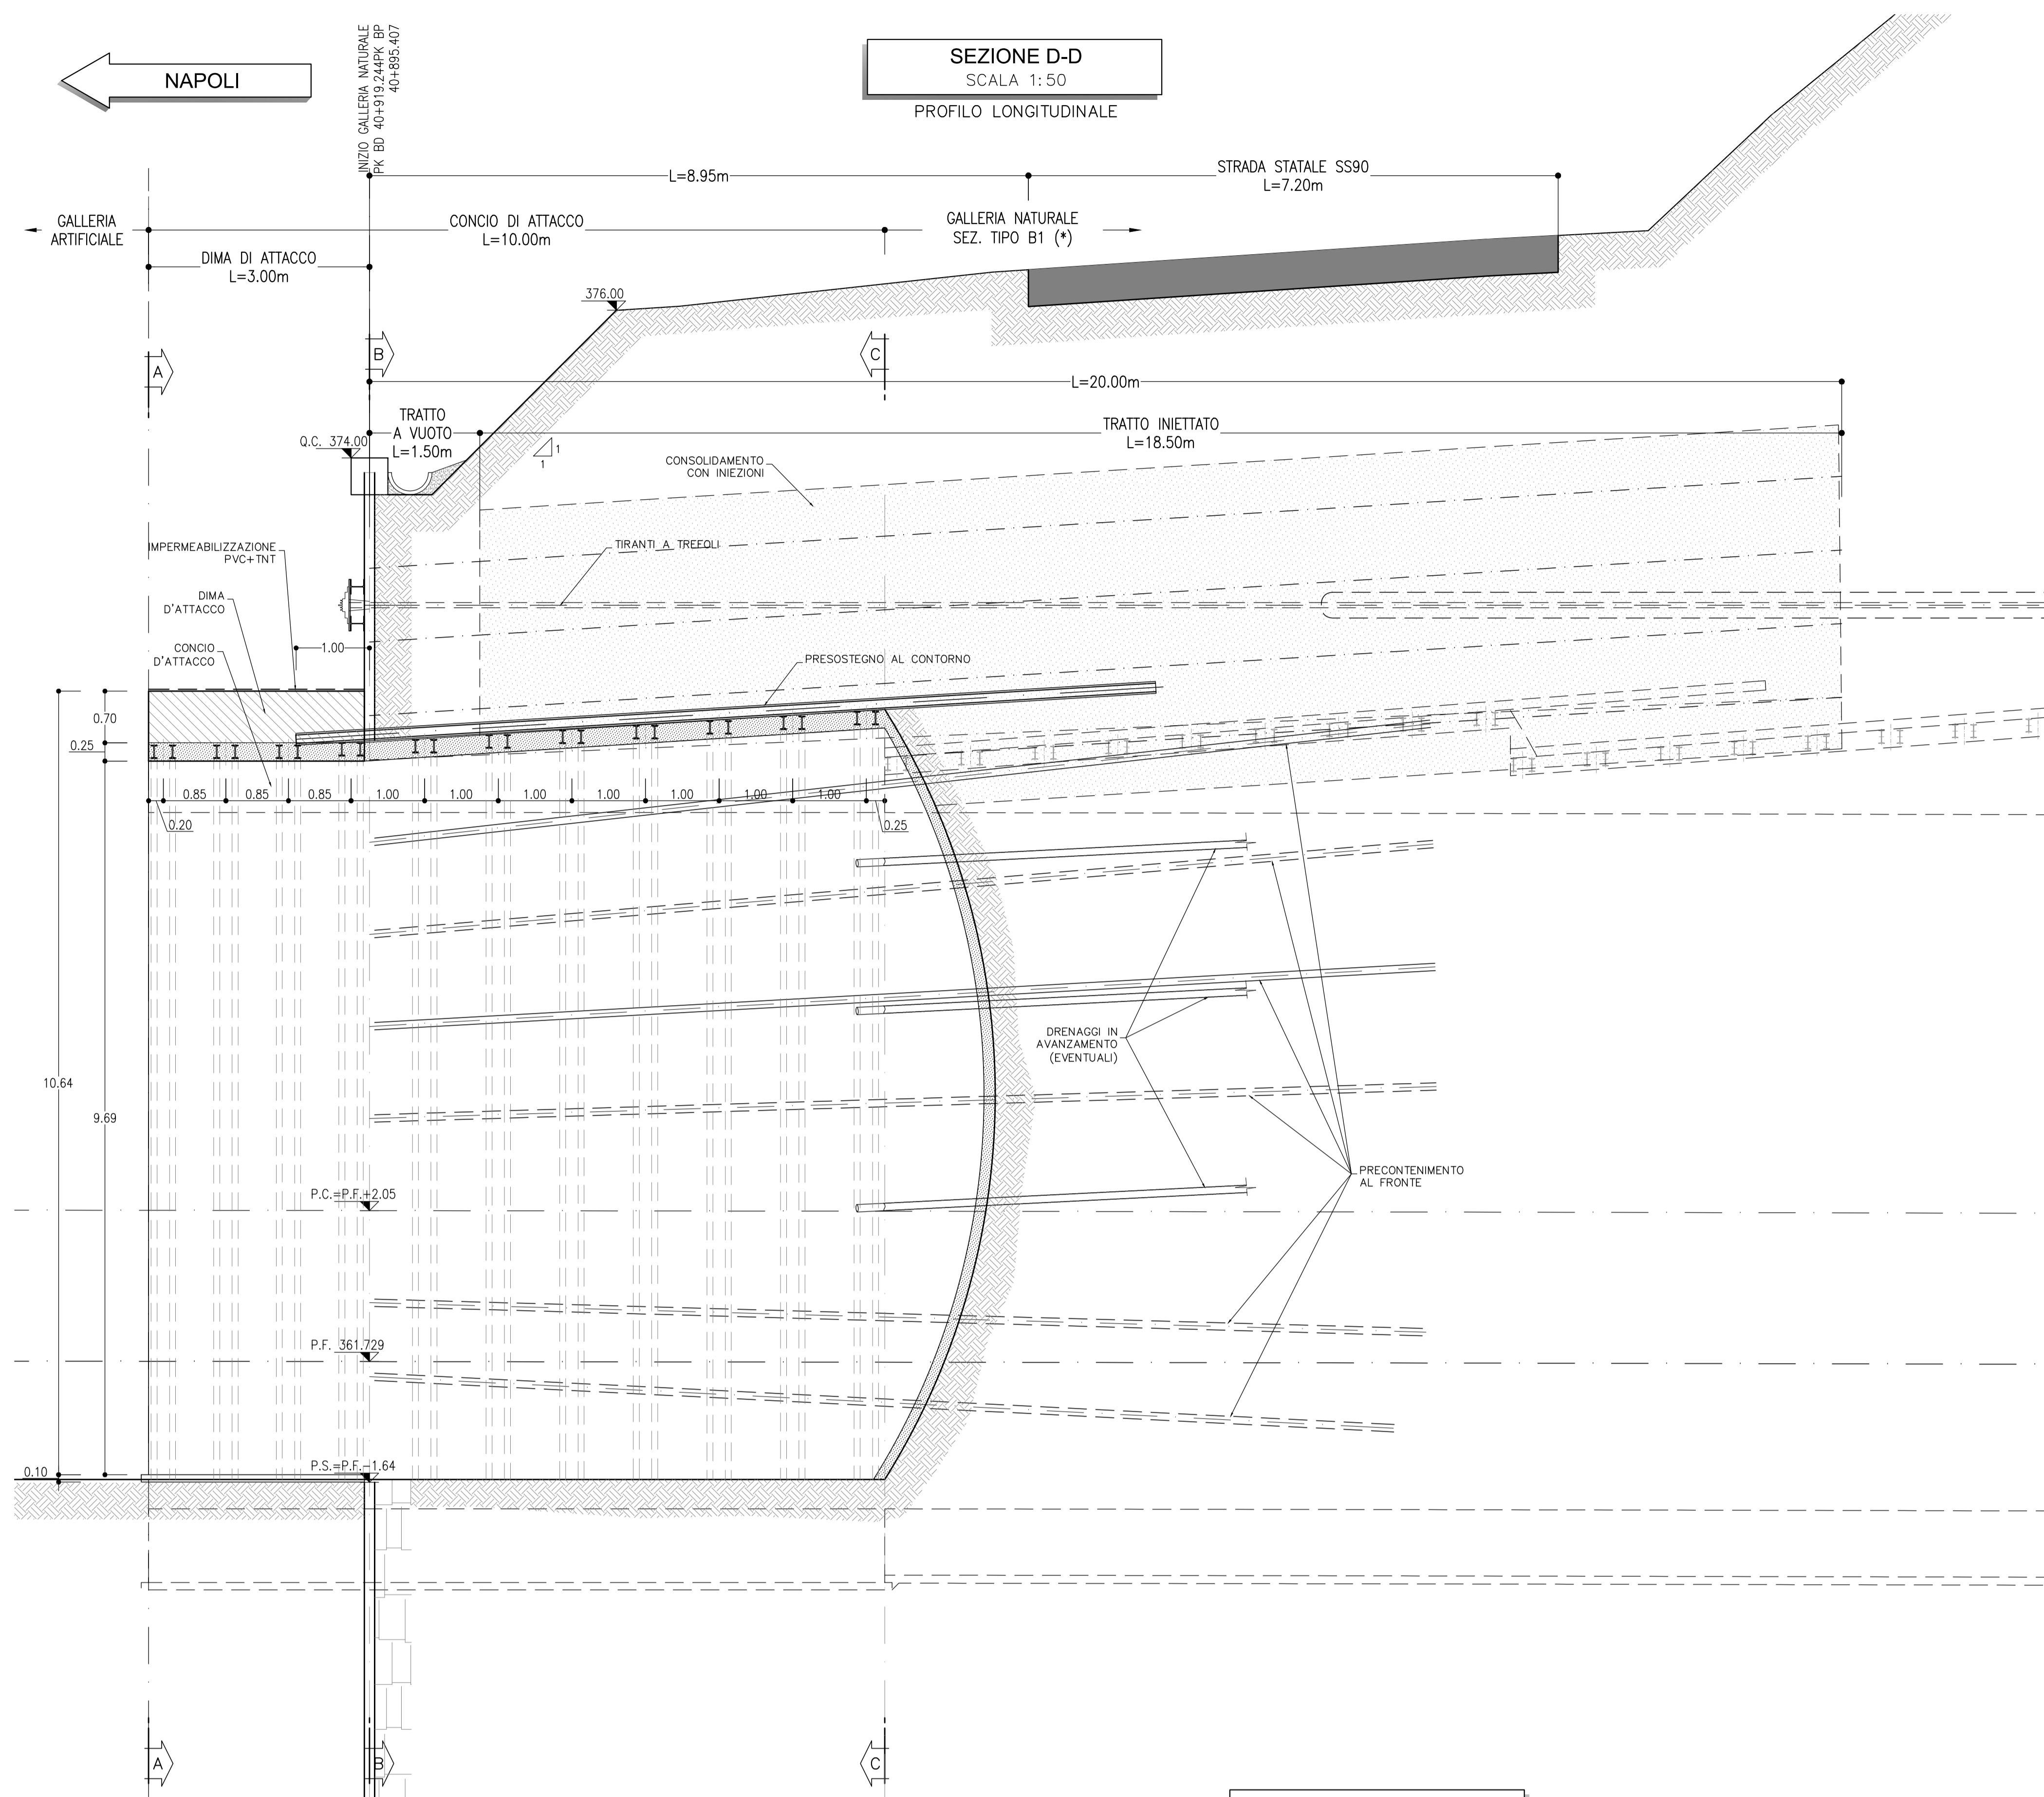 NAPOLI
INIZIO GALLERIA NATURALE
PK BD 40+919.244PK BP
40+895.407
SEZIONE D-D
SCALA 1:50
PROFILO LONGITUDINALE
L=8.95m
STRADA STATALE SS90
L=7.20m
GALLERIA
ARTIFICIALE
CONCIO DI ATTACCO
L=10.00m
GALLERIA NATURALE
SEZ. TIPO B1 (*)
DIMA DI ATTACCO
L=3.00m
376.00
A
B
C
L=20.00m
TRATTO
A VUOTO
L=1.50m
TRATTO INIETTATO
L=18.50m
Q.C. 374.00
1
1
CONSOLIDAMENTO
CON INIEZIONI
IMPERMEABILIZZAZIONE
PVC+TNT
TIRANTI A TREFOLI
DIMA
D'ATTACCO
CONCIO
D'ATTACCO
1.00
PRESOSTEGNO AL CONTORNO
0.70
0.25
0.85
0.85
0.85
1.00
1.00
1.00
1.00
1.00
1.00
1.00
0.20
0.25
DRENAGGI IN
AVANZAMENTO
(EVENTUALI)
10.64
9.69
PRECONTENIMENTO
AL FRONTE
P.C.=P.F.+2.05
P.F. 361.729
P.S.=P.F.-1.64
0.10
A
B
C